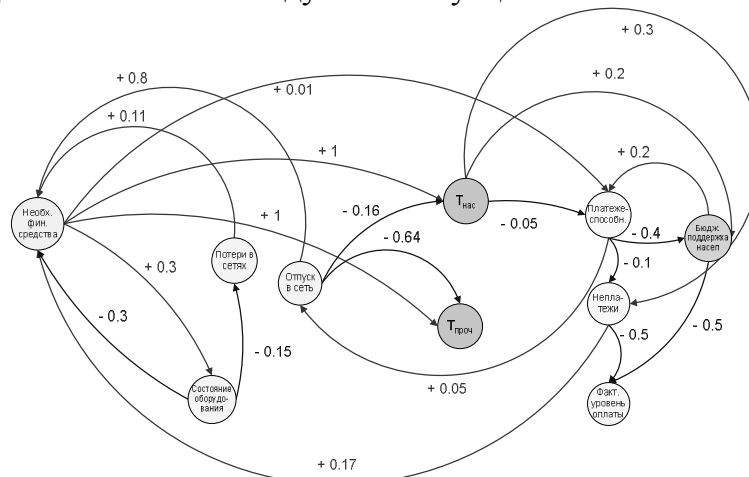 + 0.3
+ 0.8
+ 0.01
+ 0.2
+ 0.11
+ 1
+ 0.2
Необх.
фин.
средства
+ 1
- 0.16
Тнас
- 0.05
Платеже-
способн.
- 0.4
Бюдж
поддержка
насел
- 0.64
+ 0.3
Потери в
сетях
Отпуск
в сеть
- 0.1
Непла-
тежи
- 0.3
Тпроч
- 0.5
- 0.5
- 0.15
Состояние
оборудо-
вания
+ 0.05
Факт.
уровень
оплаты
+ 0.17